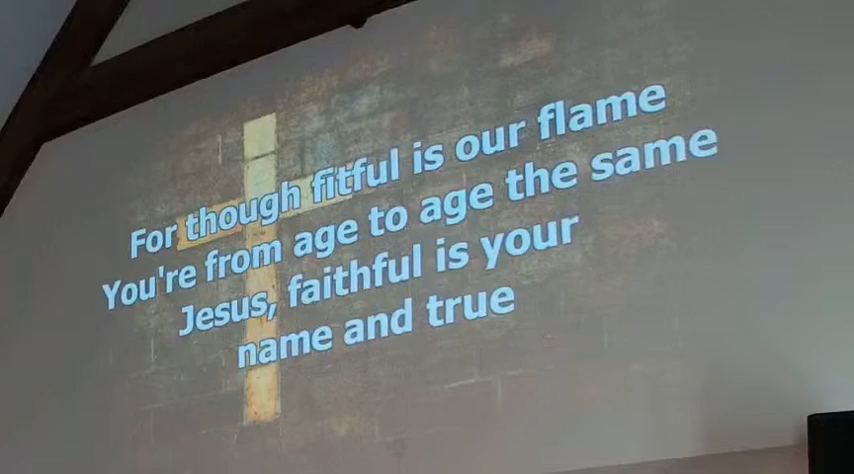 For though fitful is our flame
You're from age to age the same
Jesus, faithful is your
name and true